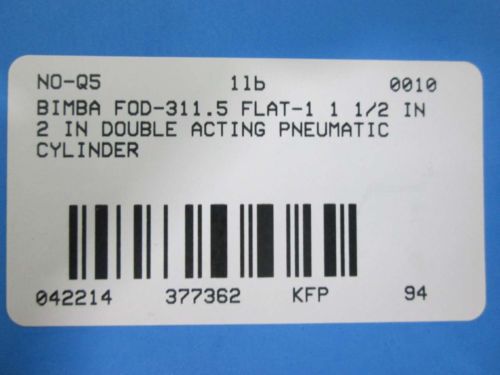 NO-Q5 1lb 0010
BIMBA FOD-311.5 FLAT-1 1 1/2 IN
2 IN DOUBLE ACTING PNEUMATIC
CYLINDER
042214 377362 KFP 94